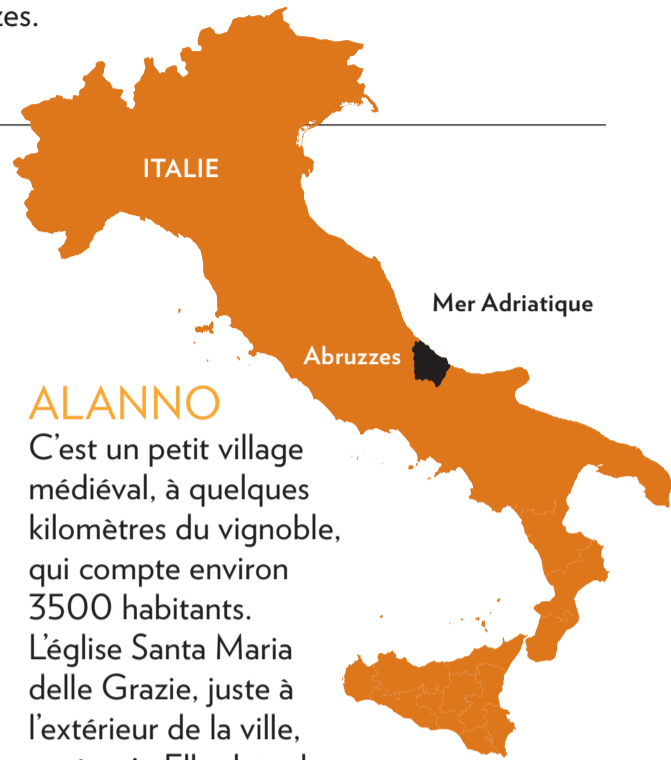 zes.
ITALIE
Mer Adriatique
Abruzzes
ALANNO
C'est un petit village
médiéval, à quelques
kilomètres du vignoble,
qui compte environ
3500 habitants.
L'église Santa Maria
delle Grazie, juste à
l'extérieur de la ville,